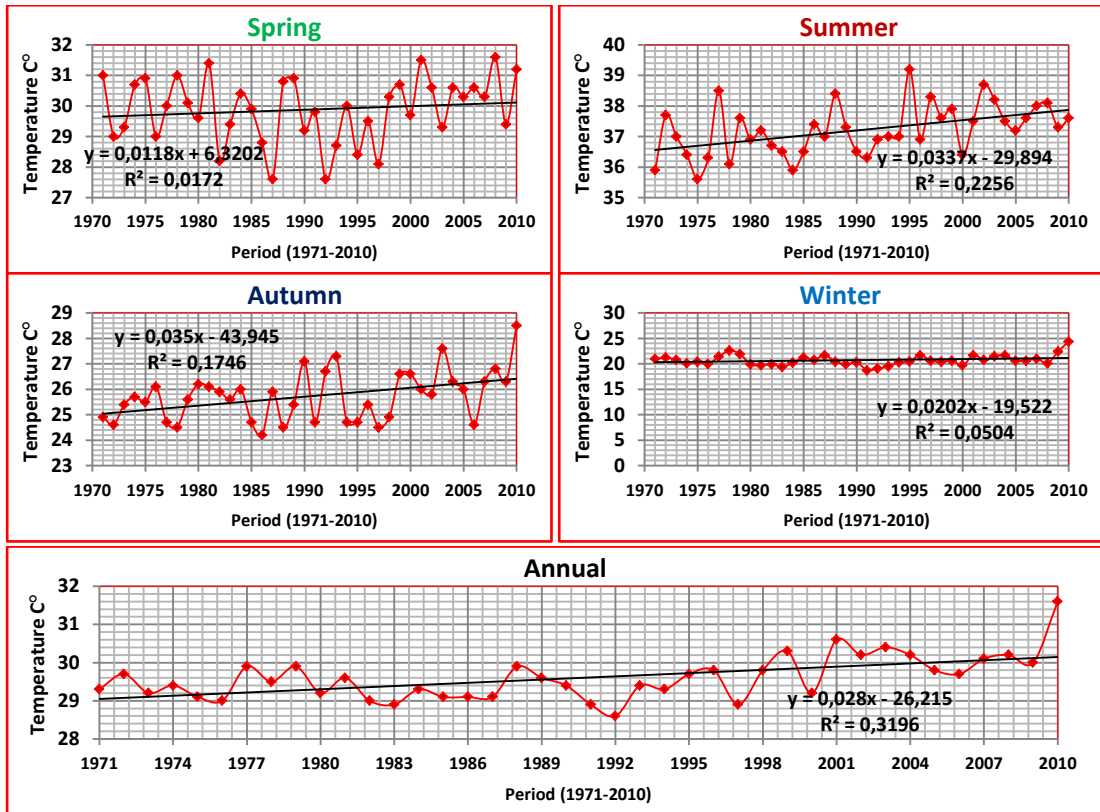 Spring
Temperature C°
32
31
30
29
28
27
y = 0,0118x + 6,3202
R² = 0,0172
1970 1975 1980 1985 1990 1995 2000 2005 2010
Period (1971-2010)
Summer
Temperature C°
40
39
38
37
36
35
y = 0,0337x - 29,894
R² = 0,2256
1970 1975 1980 1985 1990 1995 2000 2005 2010
Period (1971-2010)
Autumn
Temperature C°
29
28
27
26
25
24
23
y = 0,035x - 43,945
R² = 0,1746
1970 1975 1980 1985 1990 1995 2000 2005 2010
Period (1971-2010)
Winter
Temperature C°
30
25
20
15
10
5
0
y = 0,0202x - 19,522
R² = 0,0504
1970 1975 1980 1985 1990 1995 2000 2005 2010
Period (1971-2010)
Annual
Temperature C°
32
31
30
29
28
y = 0,028x - 26,215
R² = 0,3196
1971 1974 1977 1980 1983 1986 1989 1992 1995 1998 2001 2004 2007 2010
Period (1971-2010)